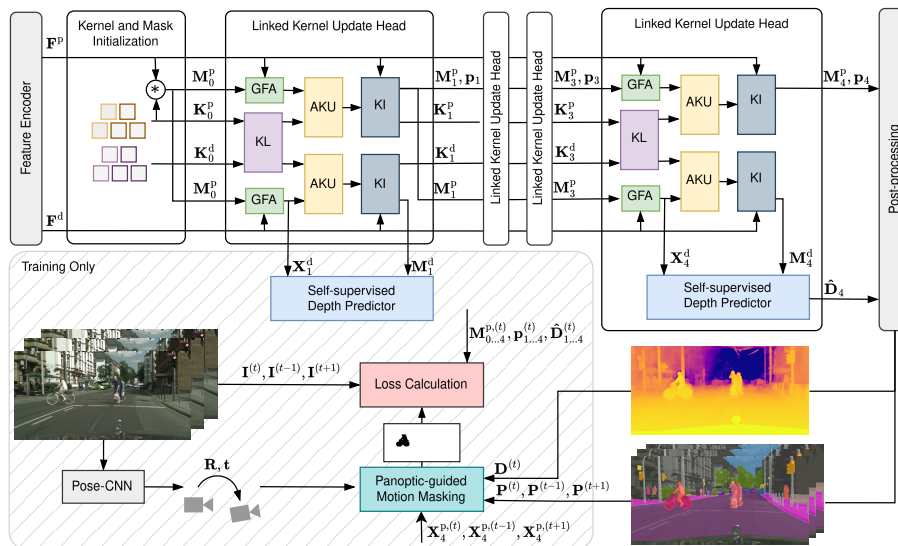 Feature Encoder
F^p
F^d
Kernel and Mask
Initialization
*
M_0^p
K_0^p
K_0^d
M_0^p
Linked Kernel Update Head
GFA
AKU
KI
KL
GFA
AKU
KI
M_1^p, p_1
K_1^p
K_1^d
M_1^p
Linked Kernel Update Head
Linked Kernel Update Head
M_3^p, p_3
K_3^p
K_3^d
M_3^p
Linked Kernel Update Head
GFA
AKU
KI
KL
GFA
AKU
KI
M_4^p, p_4
Post-processing
X_4^d
M_4^d
Self-supervised
Depth Predictor
D̂_4
Training Only
X_1^d
M_1^d
Self-supervised
Depth Predictor
M_{0...4}^{p,(t)}, p_{1...4}^{(t)}, D̂_{1...4}^{(t)}
I^{(t)}, I^{(t-1)}, I^{(t+1)}
Loss Calculation
Pose-CNN
R, t
Panoptic-guided
Motion Masking
D^{(t)}
P^{(t)}, P^{(t-1)}, P^{(t+1)}
X_4^{p,(t)}, X_4^{p,(t-1)}, X_4^{p,(t+1)}